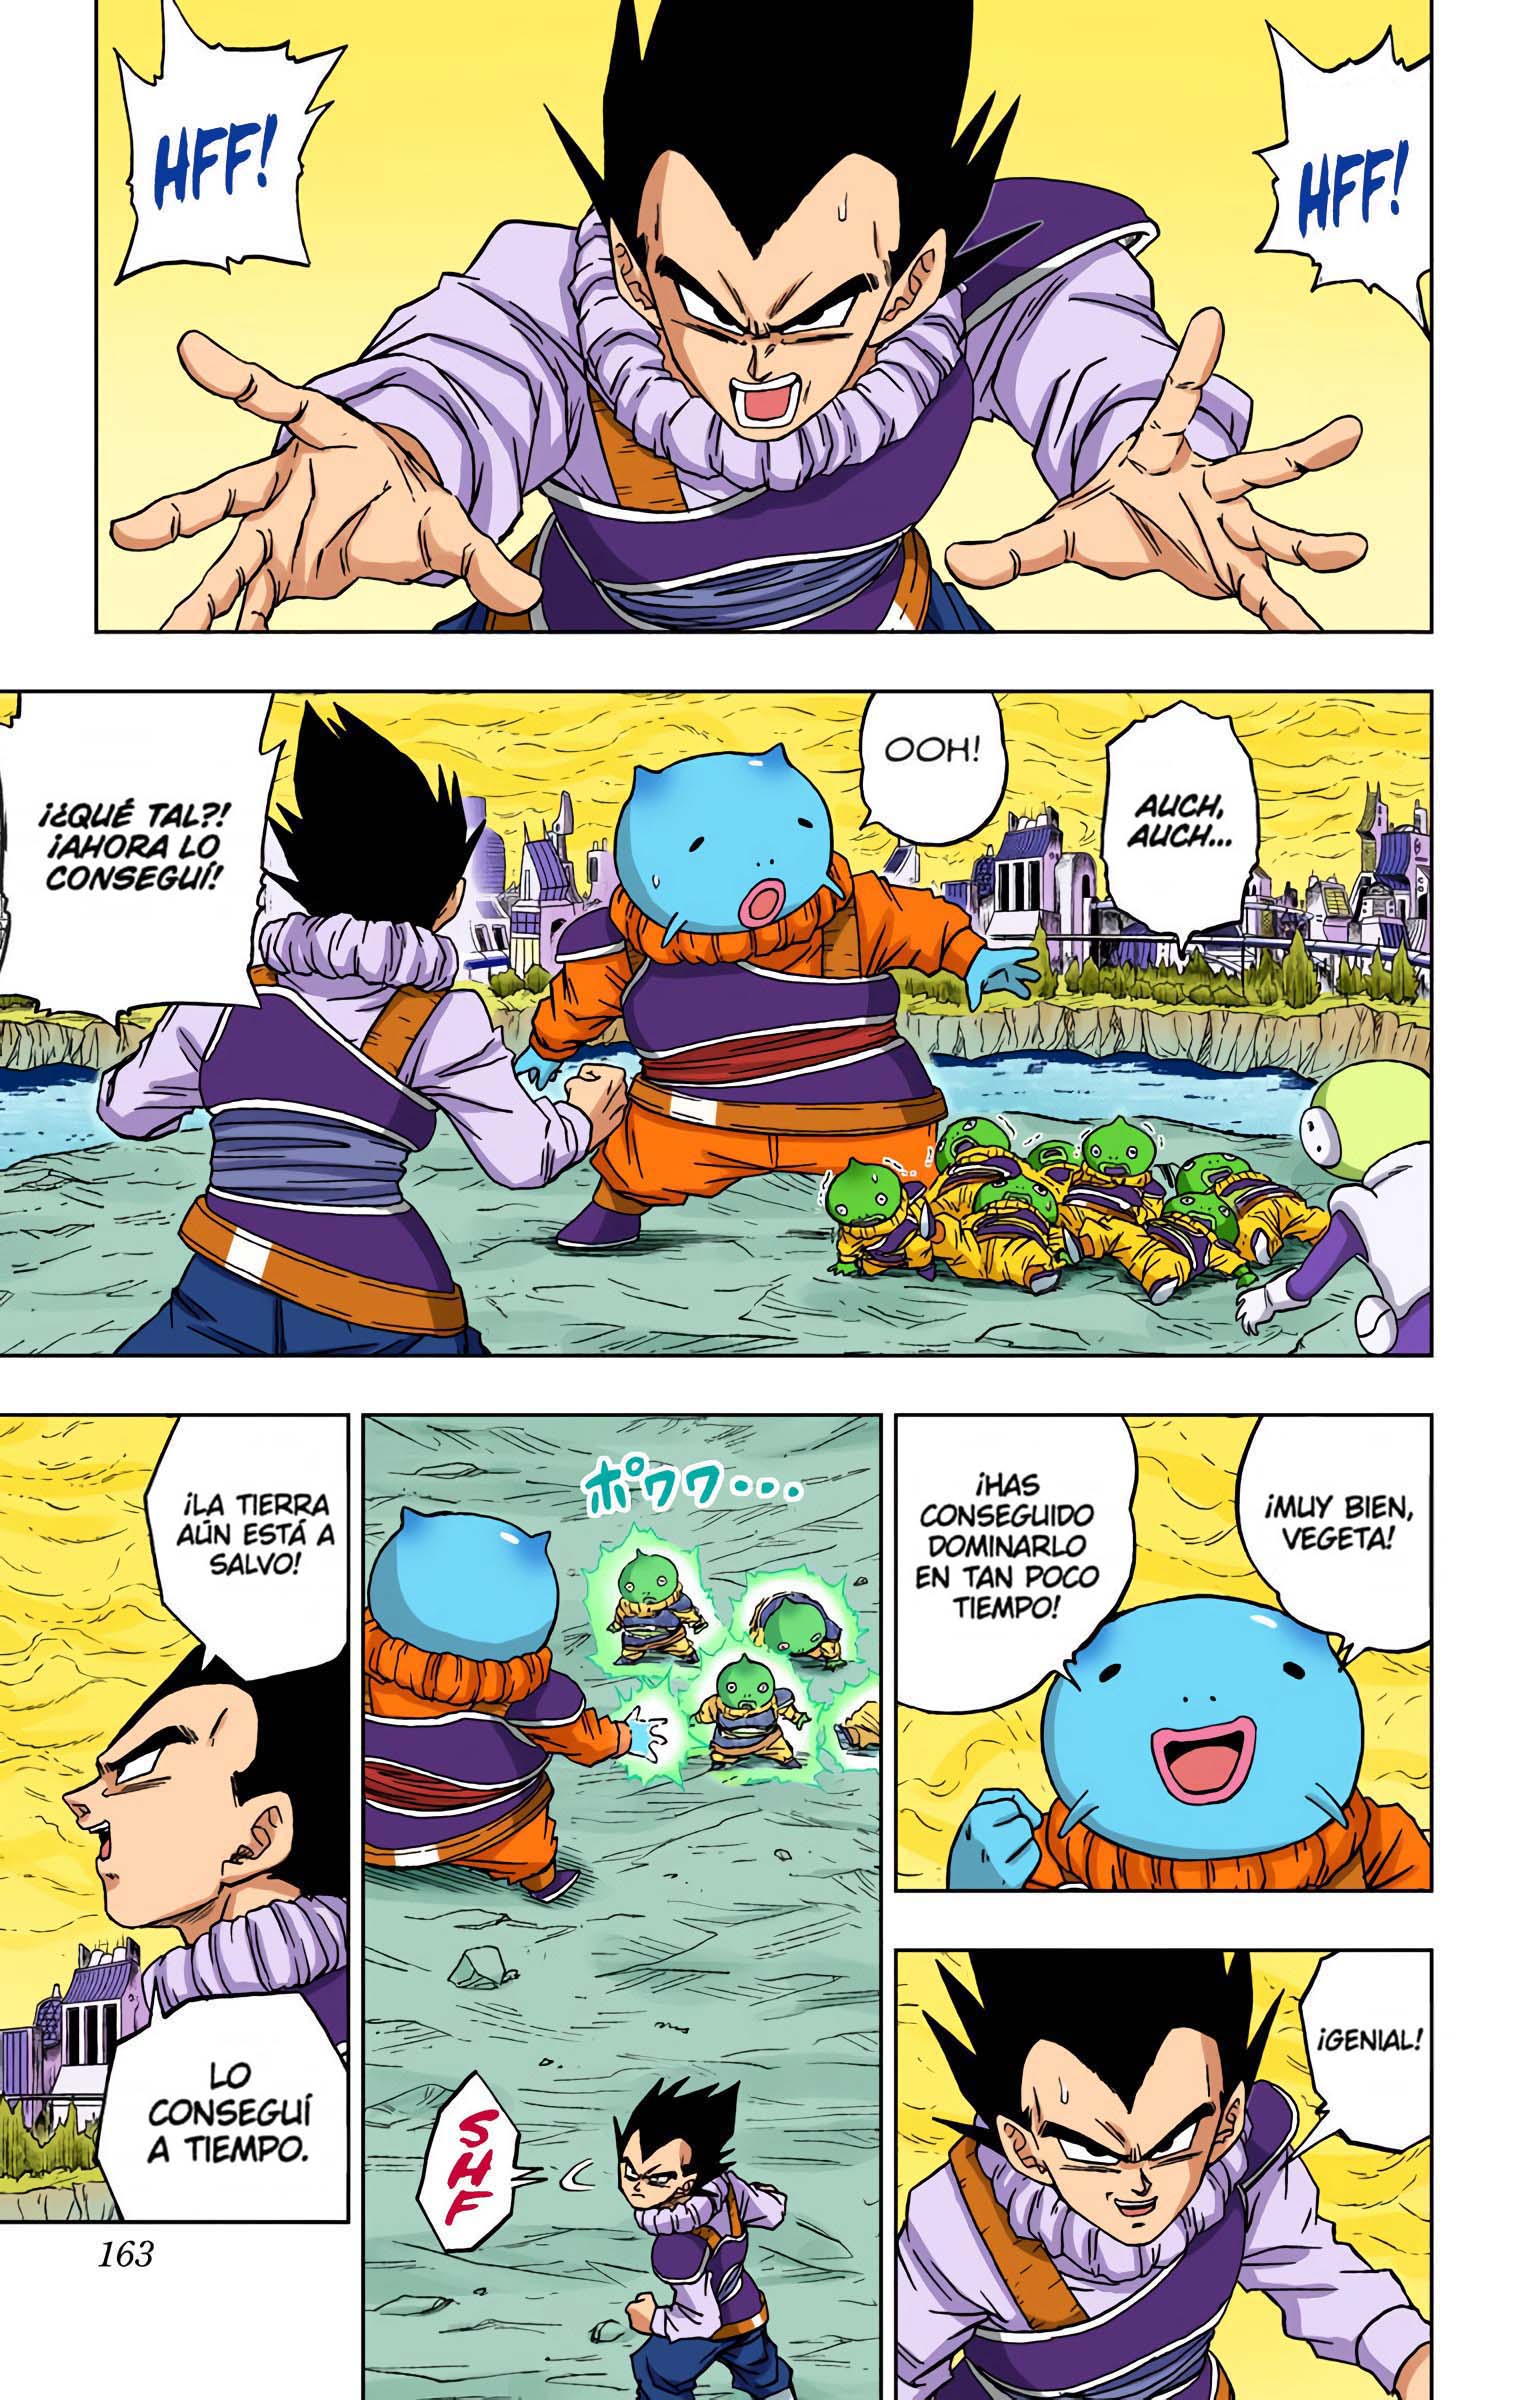 HFF!
HFF!
AUCH,
AUCH...
OOH!
¡¿QUÉ TAL?!
¡AHORA LO
CONSEGUÍ!
¡MUY BIEN,
VEGETA!
¡HAS
CONSEGUIDO
DOMINARLO
EN TAN POCO
TIEMPO!
¡GENIAL!
ポワワ...
SHF
¡LA TIERRA
AÚN ESTÁ A
SALVO!
LO
CONSEGUÍ
A TIEMPO.
163